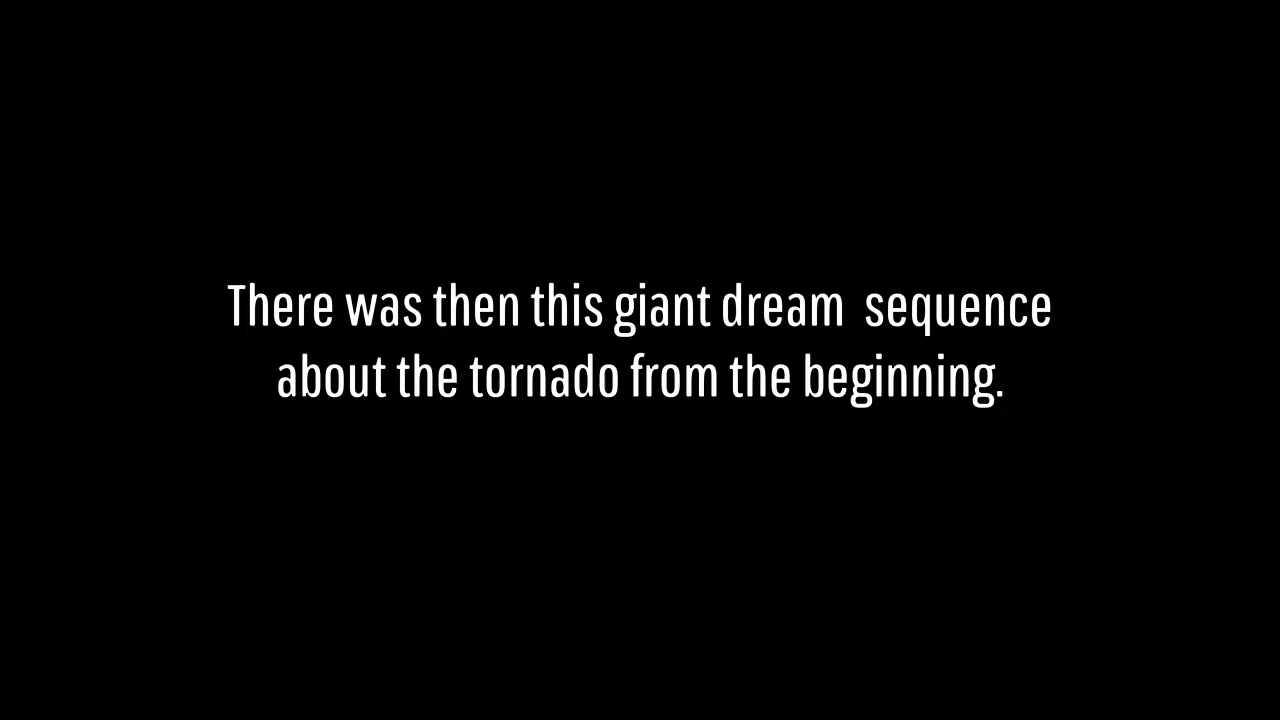 There was then this giant dream  sequence
about the tornado from the beginning.